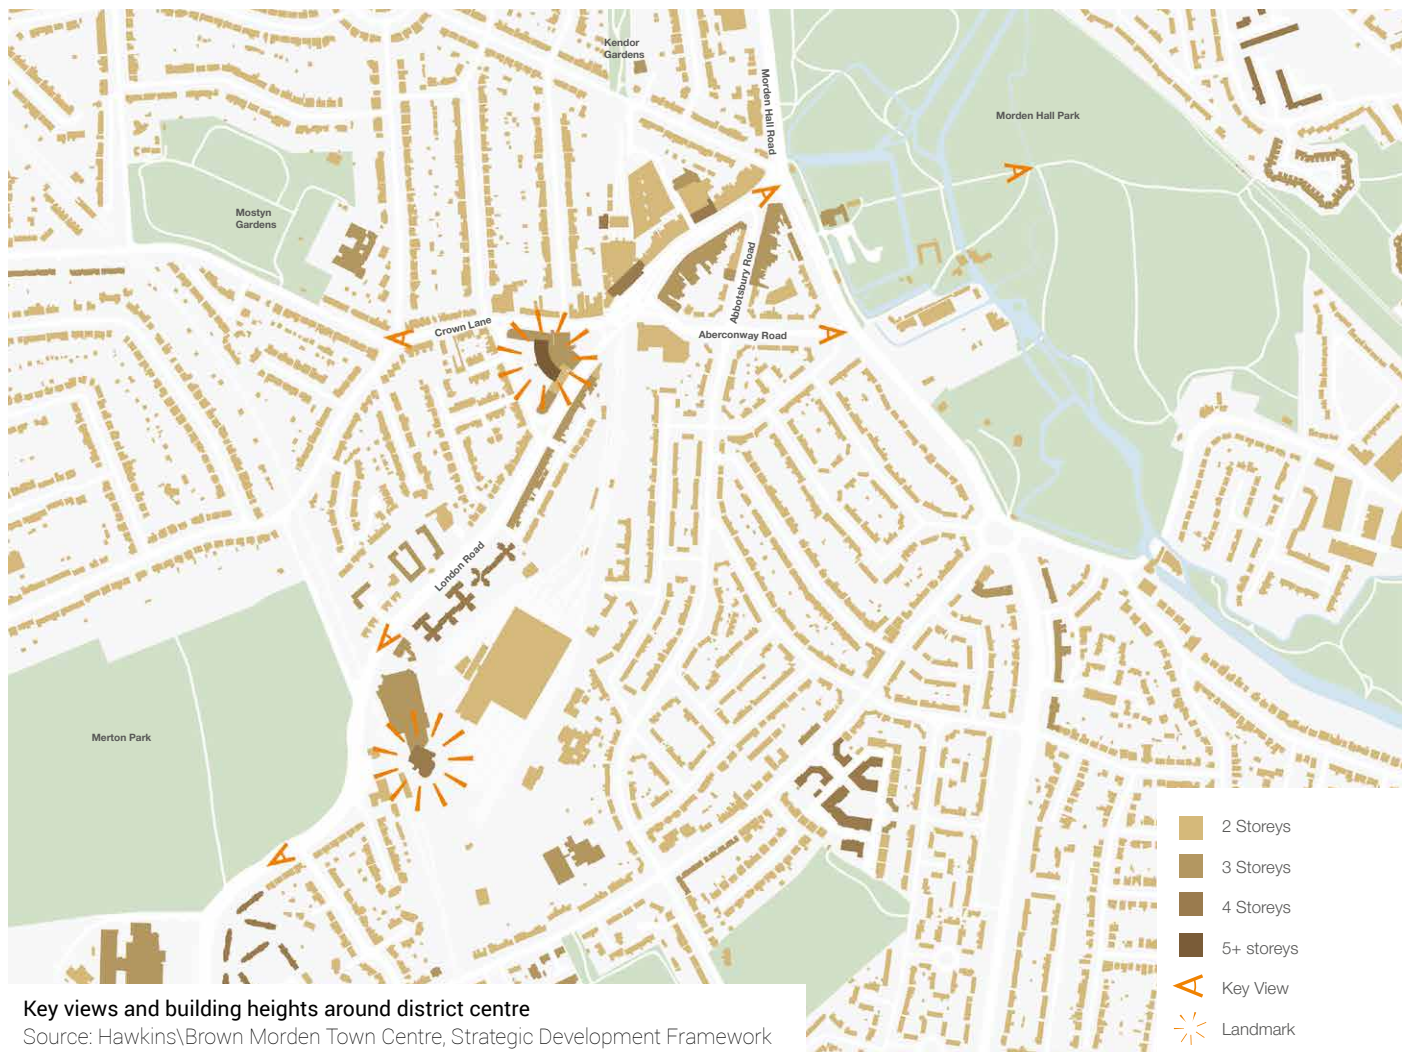 Kendor
Gardens
Morden Hall Road
Morden Hall Park
Mostyn
Gardens
Abbotsbury Road
Crown Lane
Aberconway Road
London Road
Merton Park
2 Storeys
3 Storeys
4 Storeys
5+ storeys
Key View
Landmark
Key views and building heights around district centre
Source: Hawkins\Brown Morden Town Centre, Strategic Development Framework